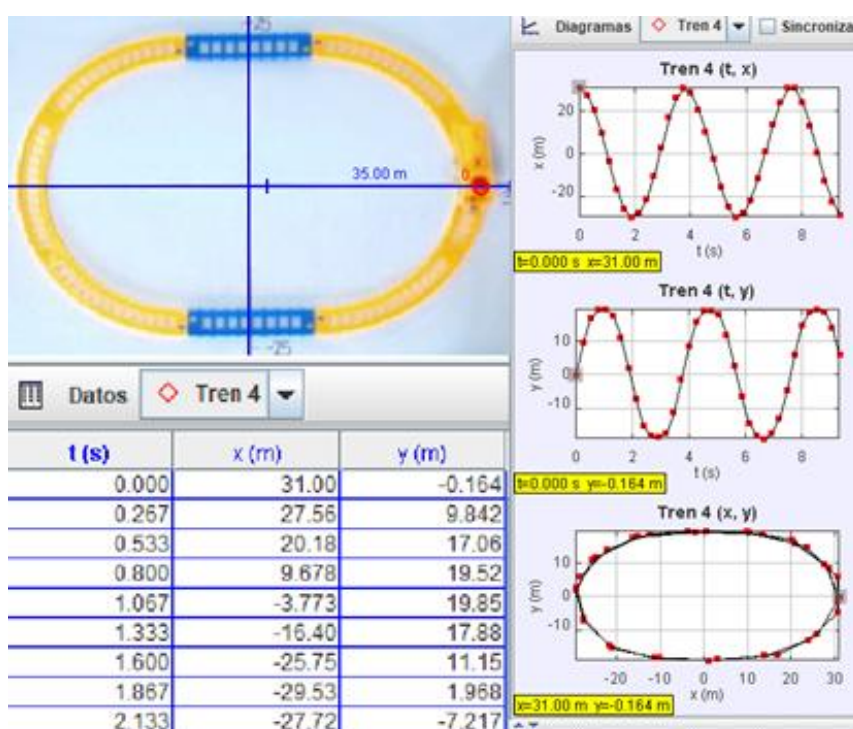 25
35.00 m
0
-25
Datos Tren 4
t (s) x (m) y (m)
0.000 31.00 -0.164
0.267 27.56 9.842
0.533 20.18 17.06
0.800 9.678 19.52
1.067 -3.773 19.85
1.333 -16.40 17.88
1.600 -25.75 11.15
1.867 -29.53 1.968
2.133 -27.72 -7.217
Diagramas Tren 4 Sincroniza
Tren 4 (t, x)
x (m)
20
0
-20
0 2 4 6 8
t (s)
t=0.000 s x=31.00 m
Tren 4 (t, y)
y (m)
10
0
-10
0 2 4 6 8
t (s)
t=0.000 s y=-0.164 m
Tren 4 (x, y)
y (m)
10
-10
-20 -10 0 10 20 30
x (m)
x=31.00 m y=-0.164 m